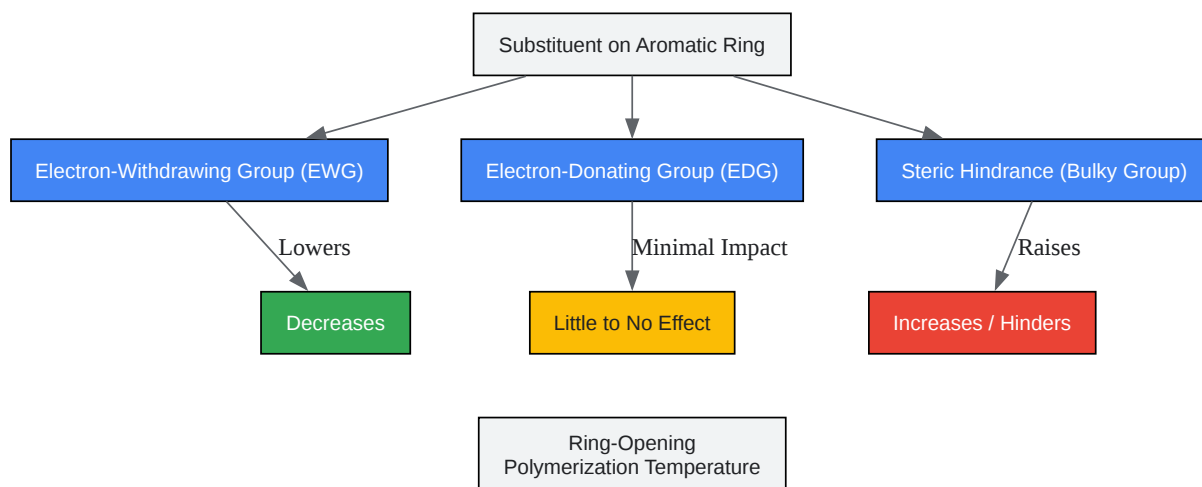 Substituent on Aromatic Ring
Electron-Withdrawing Group (EWG)
Electron-Donating Group (EDG)
Steric Hindrance (Bulky Group)
Lowers
Minimal Impact
Raises
Decreases
Little to No Effect
Increases / Hinders
Ring-Opening
Polymerization Temperature